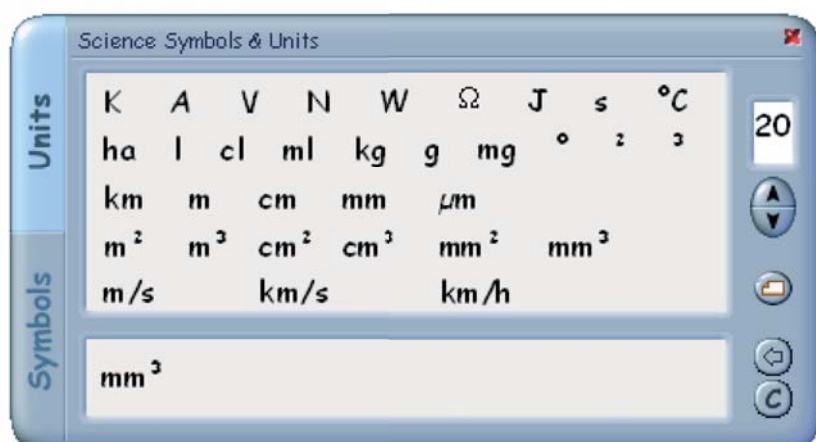 Science Symbols & Units
Units
Symbols
K A V N W Ω J s °C
ha l cl ml kg g mg ° ² ³
km m cm mm μm
m² m³ cm² cm³ mm² mm³
m/s km/s km/h
20
mm³
C